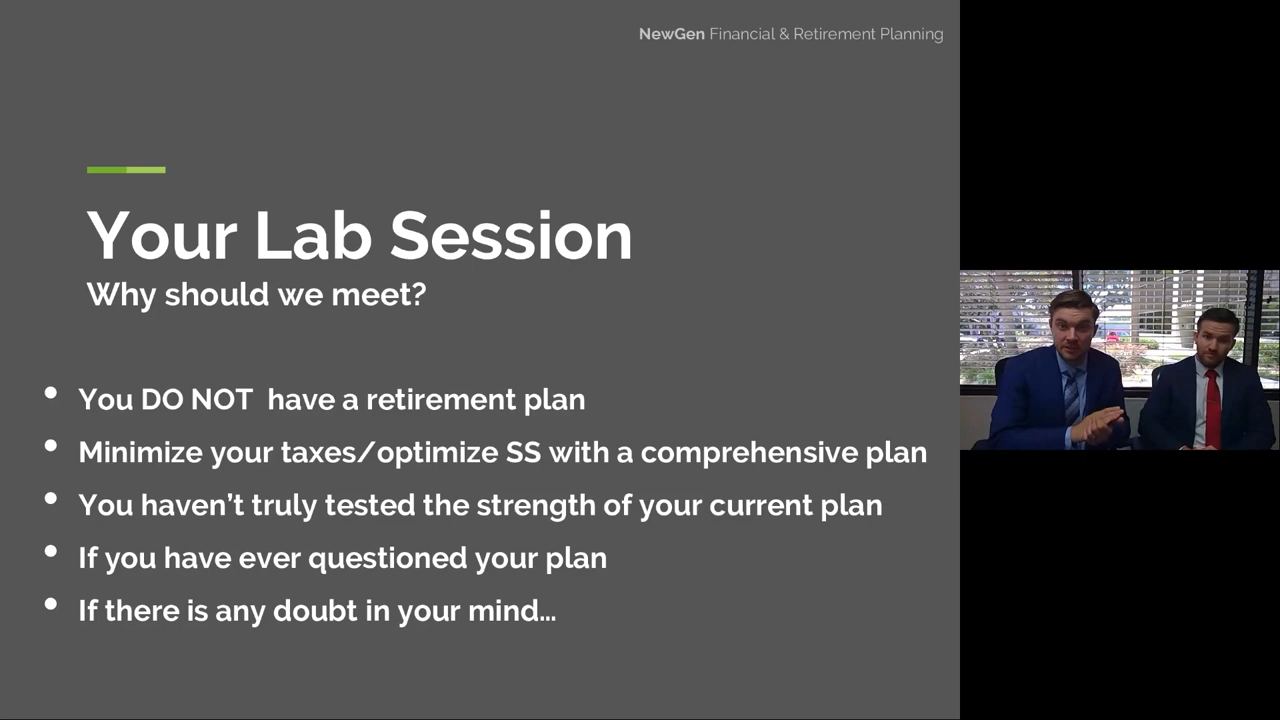 NewGen Financial & Retirement Planning
Your Lab Session
Why should we meet?
• You DO NOT  have a retirement plan
• Minimize your taxes/optimize SS with a comprehensive plan
• You haven’t truly tested the strength of your current plan
• If you have ever questioned your plan
• If there is any doubt in your mind…